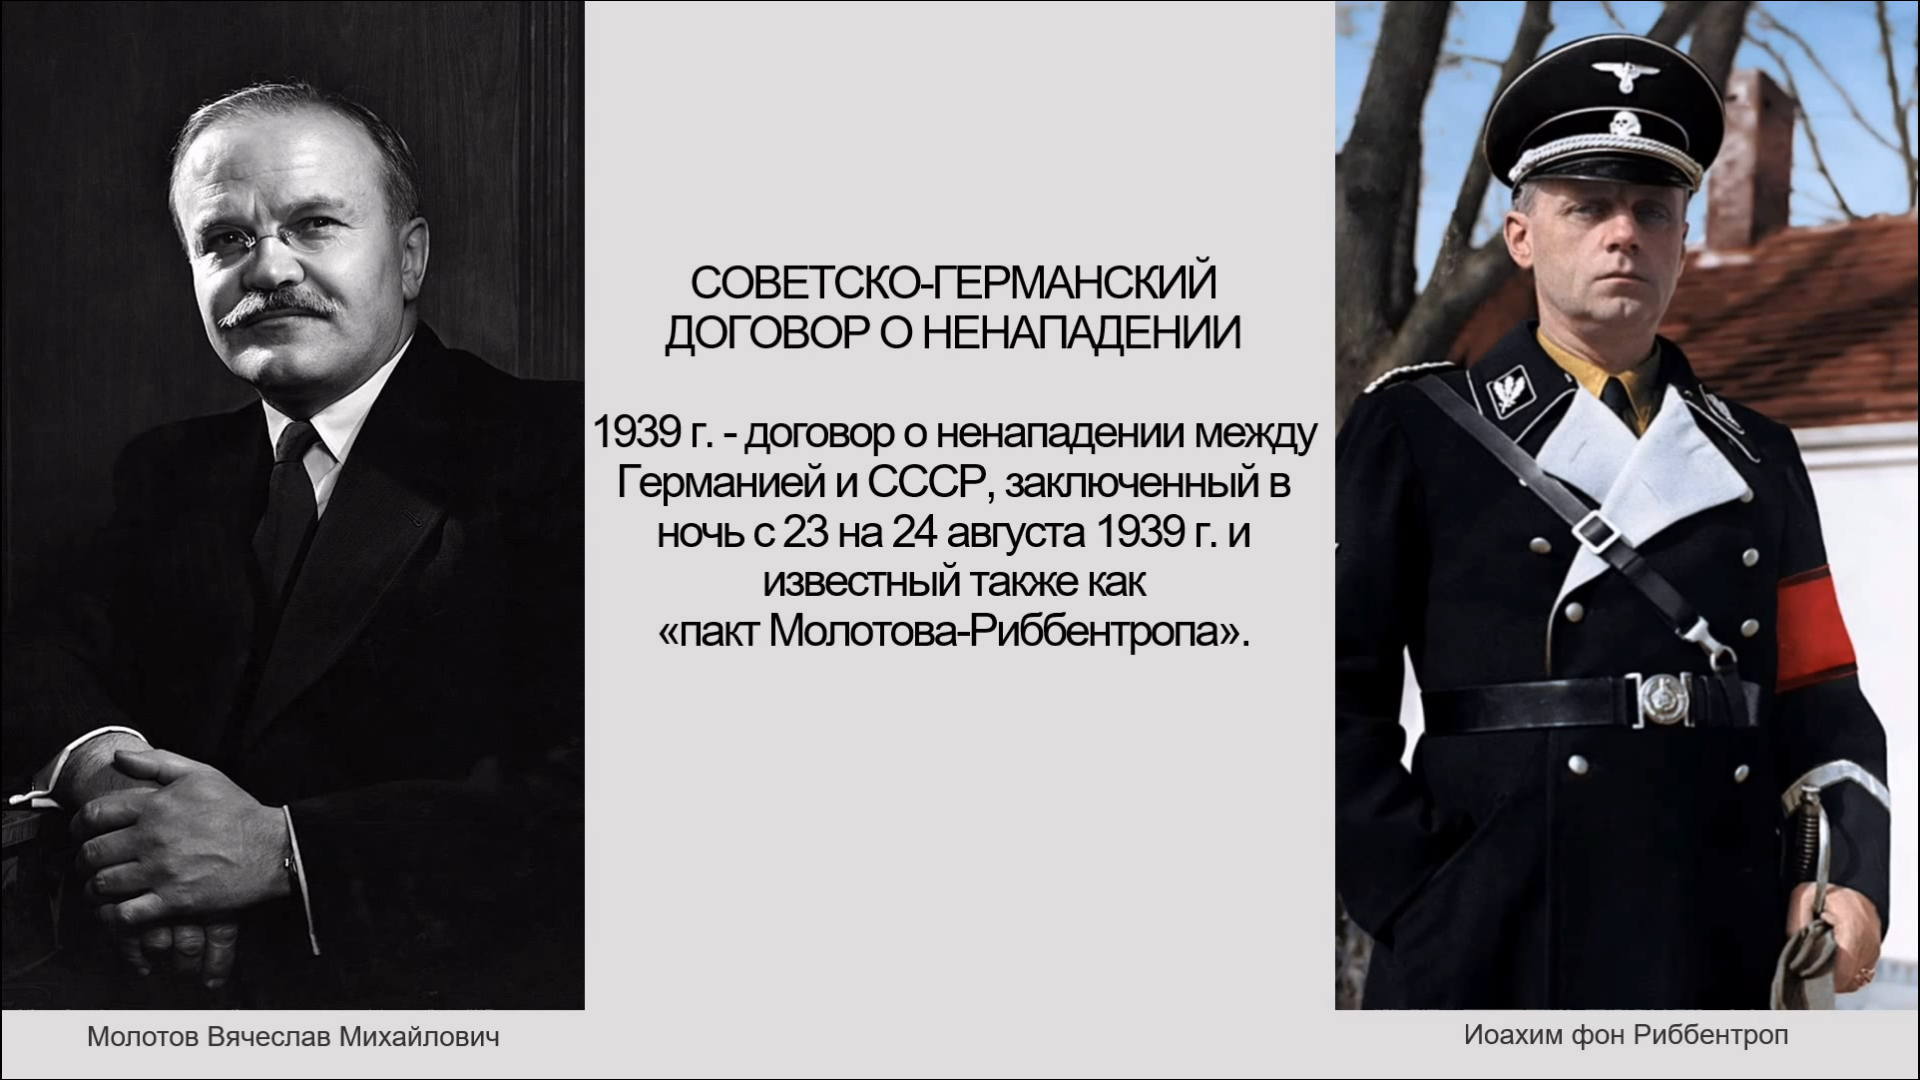 СОВЕТСКО-ГЕРМАНСКИЙ
ДОГОВОР О НЕНАПАДЕНИИ
1939 г. - договор о ненападении между
Германией и СССР, заключенный в
ночь с 23 на 24 августа 1939 г. и
известный также как
«пакт Молотова-Риббентропа».
Молотов Вячеслав Михайлович
Иоахим фон Риббентроп